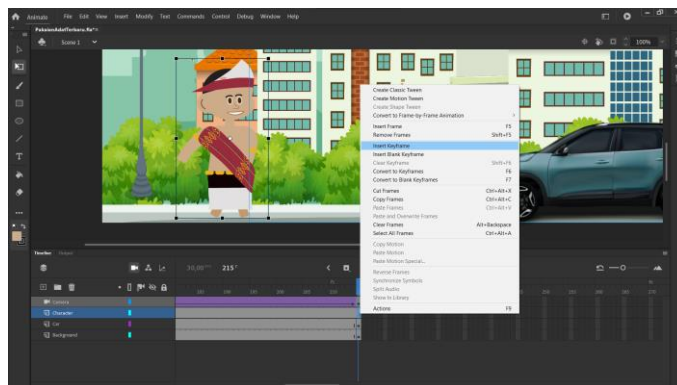 Animate File Edit View Insert Modify Text Commands Control Debug Window Help
PakaianAdatTerbaru.fla*
Scene 1
100%
Create Classic Tween
Create Motion Tween
Create Shape Tween
Convert to Frame-by-Frame Animation
Insert Frame F5
Remove Frames Shift+F5
Insert Keyframe
Insert Blank Keyframe
Clear Keyframe Shift+F6
Convert to Keyframes F6
Convert to Blank Keyframes F7
Cut Frames Ctrl+Alt+X
Copy Frames Ctrl+Alt+C
Paste Frames Ctrl+Alt+V
Paste and Overwrite Frames
Clear Frames Alt+Backspace
Select All Frames Ctrl+Alt+A
Copy Motion
Paste Motion
Paste Motion Special...
Reverse Frames
Synchronize Symbols
Split Audio
Show In Library
Actions F9
Timeline Output
30,00 215
Camera
Character
Car
Background